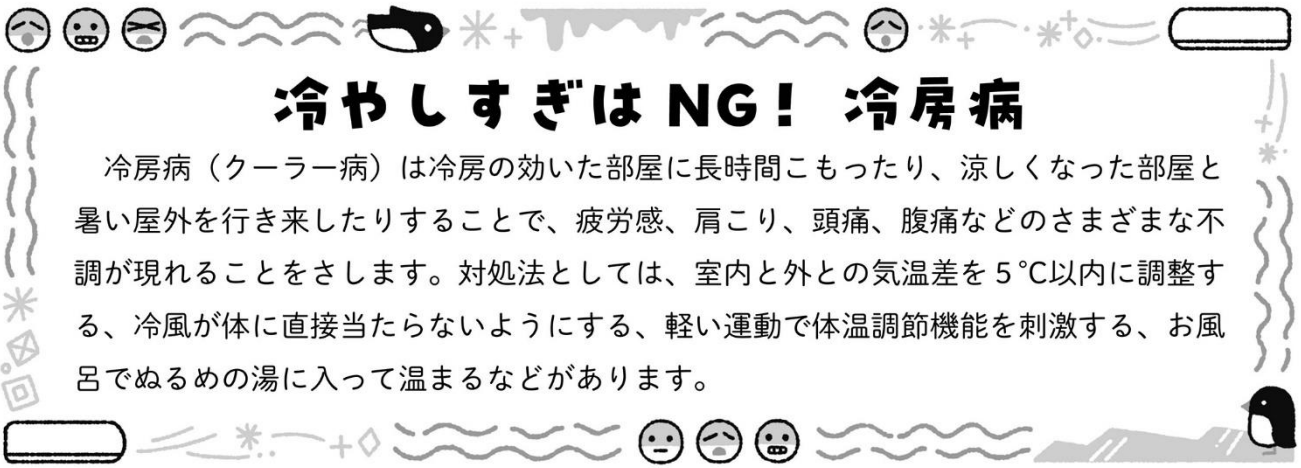 冷やしすぎは NG! 冷房病
冷房病（クーラー病）は冷房の効いた部屋に長時間こもったり、涼しくなった部屋と
暑い屋外を行き来したりすることで、疲労感、肩こり、頭痛、腹痛などのさまざまな不
調が現れることをさします。対処法としては、室内と外との気温差を５℃以内に調整す
る、冷風が体に直接当たらないようにする、軽い運動で体温調節機能を刺激する、お風
呂でぬるめの湯に入って温まるなどがあります。